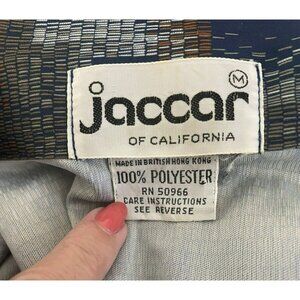 M
jaccar
OF CALIFORNIA
MADE IN BRITISH HONG KONG
100% POLYESTER
RN 50966
CARE INSTRUCTIONS
SEE REVERSE